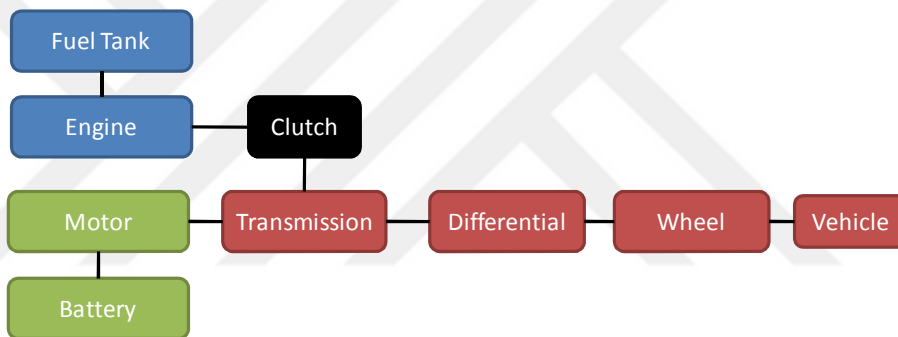 Fuel Tank
Engine
Clutch
Motor
Transmission
Differential
Wheel
Vehicle
Battery